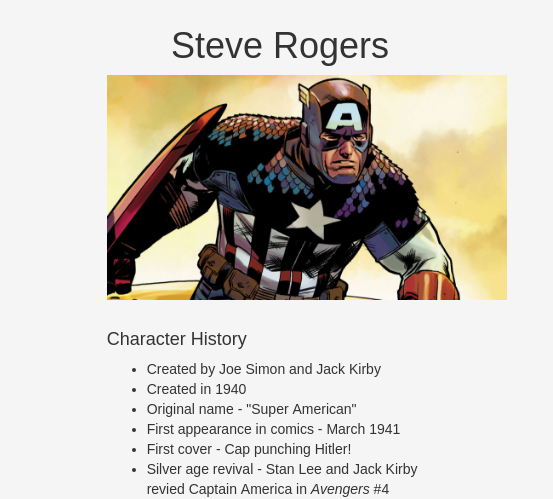 Steve Rogers
A
Character History
• Created by Joe Simon and Jack Kirby
• Created in 1940
• Original name - "Super American"
• First appearance in comics - March 1941
• First cover - Cap punching Hitler!
• Silver age revival - Stan Lee and Jack Kirby
revied Captain America in Avengers #4